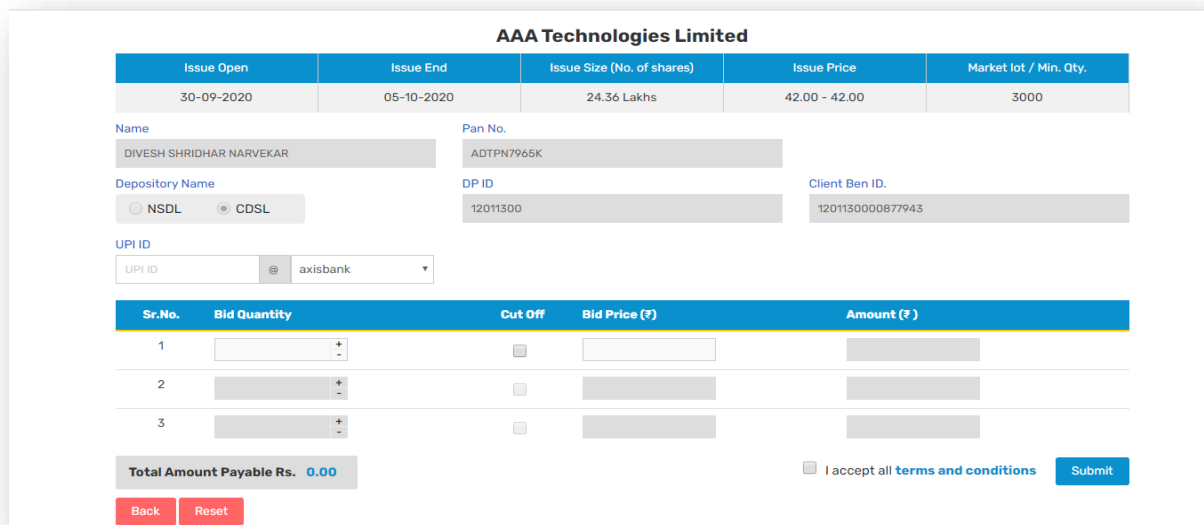 AAA Technologies Limited
Issue Open Issue End Issue Size (No. of shares) Issue Price Market lot / Min. Qty.
30-09-2020 05-10-2020 24.36 Lakhs 42.00 - 42.00 3000
Name Pan No.
DIVESH SHRIDHAR NARVEKAR ADTPN7965K
Depository Name DP ID Client Ben ID.
NSDL CDSL 12011300 1201130000877943
UPI ID
UPI ID @ axisbank
Sr.No. Bid Quantity Cut Off Bid Price (₹) Amount (₹ )
1 + -
2 + -
3 + -
Total Amount Payable Rs. 0.00 I accept all terms and conditions Submit
Back Reset